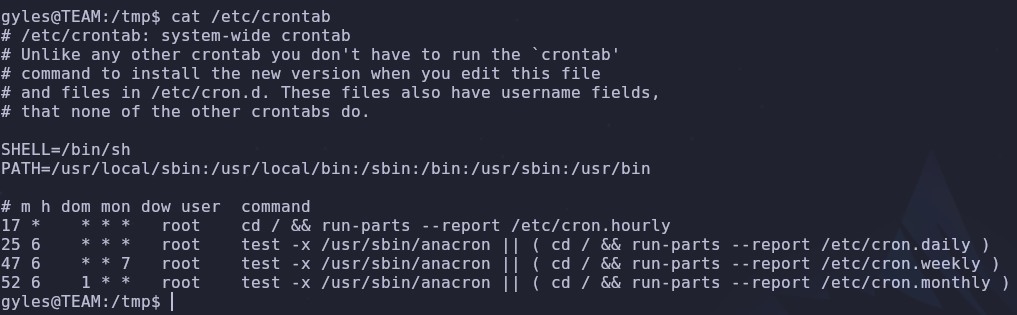 gyles@TEAM:/tmp$ cat /etc/crontab
# /etc/crontab: system-wide crontab
# Unlike any other crontab you don't have to run the `crontab'
# command to install the new version when you edit this file
# and files in /etc/cron.d. These files also have username fields,
# that none of the other crontabs do.

SHELL=/bin/sh
PATH=/usr/local/sbin:/usr/local/bin:/sbin:/bin:/usr/sbin:/usr/bin

# m h dom mon dow user  command
17 *    * * *   root    cd / && run-parts --report /etc/cron.hourly
25 6    * * *   root    test -x /usr/sbin/anacron || ( cd / && run-parts --report /etc/cron.daily )
47 6    * * 7   root    test -x /usr/sbin/anacron || ( cd / && run-parts --report /etc/cron.weekly )
52 6    1 * *   root    test -x /usr/sbin/anacron || ( cd / && run-parts --report /etc/cron.monthly )
gyles@TEAM:/tmp$